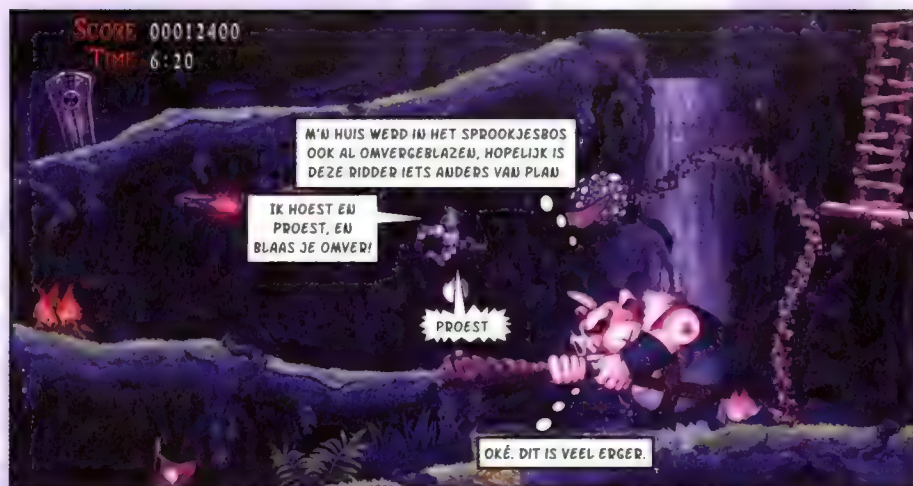 SCORE 00012400
TIME 6:20
M'N HUIS WERD IN HET SPROOKJESBOS
OOK AL OMVERGEBLAZEN, HOPELIJK IS
DEZE RIDDER IETS ANDERS VAN PLAN
IK HOEST EN
PROEST, EN
BLAAS JE OMVER!
PROEST
OKÉ. DIT IS VEEL ERGER.